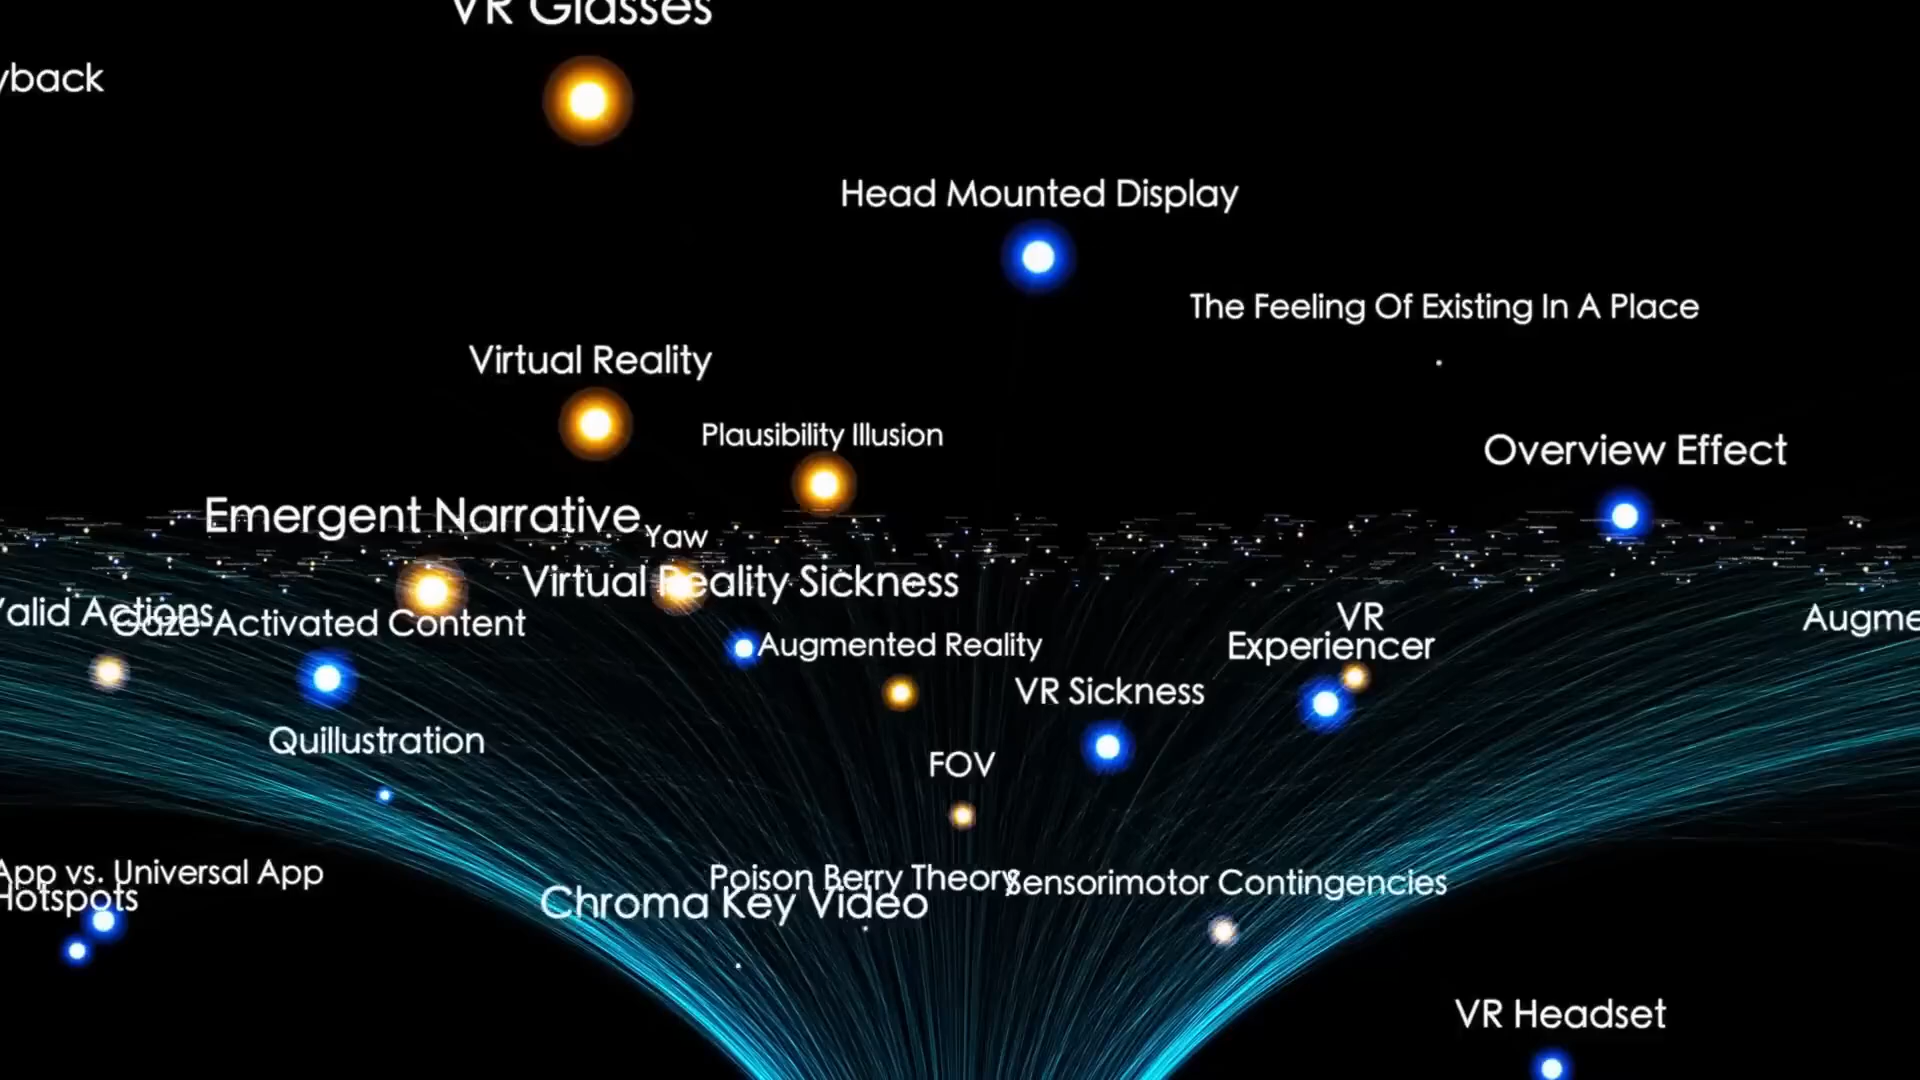 VR Glasses
yback
Head Mounted Display
The Feeling Of Existing In A Place
Virtual Reality
Plausibility Illusion
Overview Effect
Emergent Narrative
Yaw
Virtual Reality Sickness
Valid Actions
Gaze-Activated Content
Augmented Reality
VR
Experiencer
Augme
VR Sickness
Quillustration
FOV
App vs. Universal App
Hotspots
Poison Berry Theory
Sensorimotor Contingencies
Chroma Key Video
VR Headset